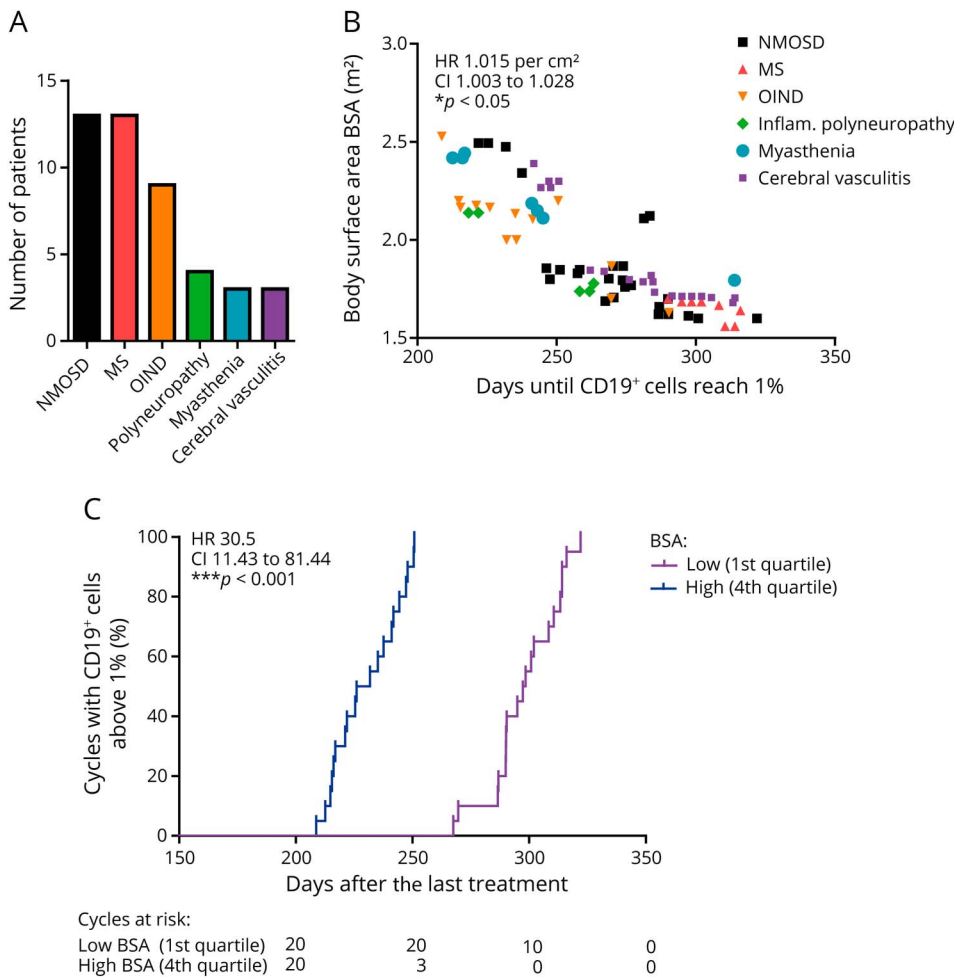 A
15
10
5
0
Number of patients
NMOSD
MS
OIND
Polyneuropathy
Myasthenia
Cerebral vasculitis
B
3.0
2.5
2.0
1.5
Body surface area BSA (m²)
HR 1.015 per cm²
CI 1.003 to 1.028
*p < 0.05
NMOSD
MS
OIND
Inflam. polyneuropathy
Myasthenia
Cerebral vasculitis
200 250 300 350
Days until CD19⁺ cells reach 1%
C
100
80
60
40
20
0
Cycles with CD19⁺ cells
above 1% (%)
HR 30.5
CI 11.43 to 81.44
***p < 0.001
BSA:
Low (1st quartile)
High (4th quartile)
150 200 250 300 350
Days after the last treatment
Cycles at risk:
Low BSA (1st quartile) 20 20 10 0
High BSA (4th quartile) 20 3 0 0